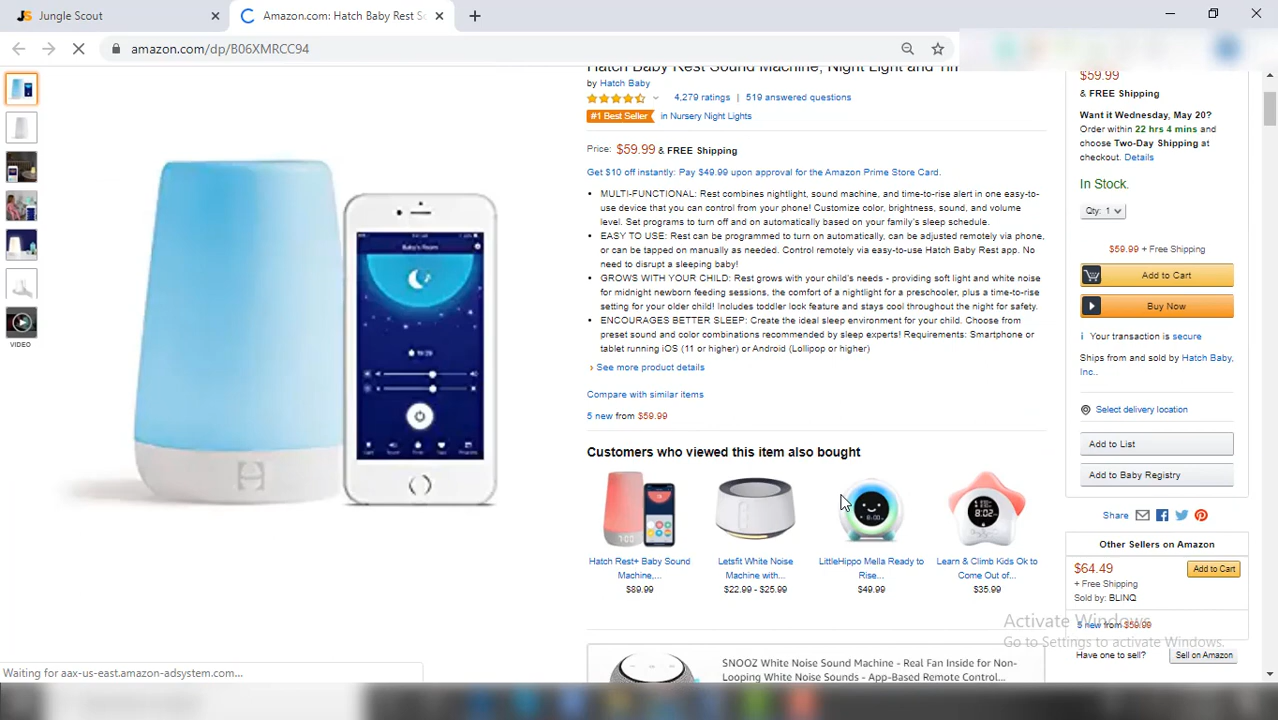 Jungle Scout
Amazon.com: Hatch Baby Rest So
amazon.com/dp/B06XMRCC94
Hatch Baby Rest Sound Machine, Night Light and Tim
by Hatch Baby
4,279 ratings | 519 answered questions
#1 Best Seller in Nursery Night Lights
Price: $59.99 & FREE Shipping
Get $10 off instantly: Pay $49.99 upon approval for the Amazon Prime Store Card.
• MULTI-FUNCTIONAL: Rest combines nightlight, sound machine, and time-to-rise alert in one easy-to-
use device that you can control from your phone! Customize color, brightness, sound, and volume
level. Set programs to turn off and on automatically based on your family's sleep schedule.
• EASY TO USE: Rest can be programmed to turn on automatically, can be adjusted remotely via phone,
or can be tapped on manually as needed. Control remotely via easy-to-use Hatch Baby Rest app. No
need to disrupt a sleeping baby!
• GROWS WITH YOUR CHILD: Rest grows with your child's needs - providing soft light and white noise
for midnight newborn feeding sessions, the comfort of a nightlight for a preschooler, plus a time-to-rise
setting for your older child! Includes toddler lock feature and stays cool throughout the night for safety.
• ENCOURAGES BETTER SLEEP: Create the ideal sleep environment for your child. Choose from
preset sound and color combinations recommended by sleep experts! Requirements: Smartphone or
tablet running iOS (11 or higher) or Android (Lollipop or higher)
› See more product details
Compare with similar items
5 new from $59.99
Customers who viewed this item also bought
Hatch Rest+ Baby Sound
Machine,...
$89.99
Letsfit White Noise
Machine with...
$22.99 - $25.99
LittleHippo Mella Ready to
Rise...
$49.99
8:02
Learn & Climb Kids Ok to
Come Out of...
$35.99
SNOOZ White Noise Sound Machine - Real Fan Inside for Non-
Looping White Noise Sounds - App-Based Remote Control...
$59.99
& FREE Shipping
Want it Wednesday, May 20?
Order within 22 hrs 4 mins and
choose Two-Day Shipping at
checkout. Details
In Stock.
Qty: 1
$59.99 + Free Shipping
Add to Cart
Buy Now
Your transaction is secure
Ships from and sold by Hatch Baby,
Inc..
Select delivery location
Add to List
Add to Baby Registry
Share
Other Sellers on Amazon
$64.49 Add to Cart
+ Free Shipping
Sold by: BLINQ
5 new from $59.99
Have one to sell? Sell on Amazon
Activate Windows
Go to Settings to activate Windows.
VIDEO
Baby's Room
Waiting for aax-us-east.amazon-adsystem.com...